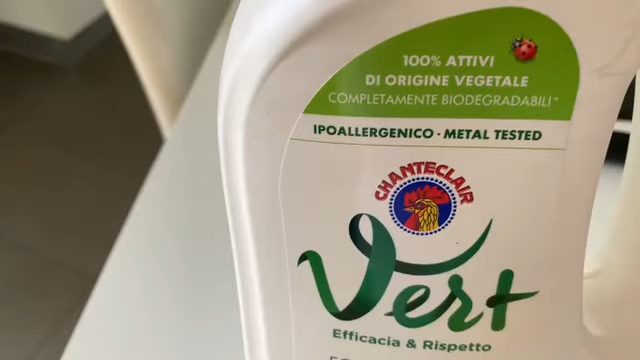 100% ATTIVI
DI ORIGINE VEGETALE
COMPLETAMENTE BIODEGRADABILI*
IPOALLERGENICO · METAL TESTED
CHANTECLAIR
Vert
Efficacia & Rispetto